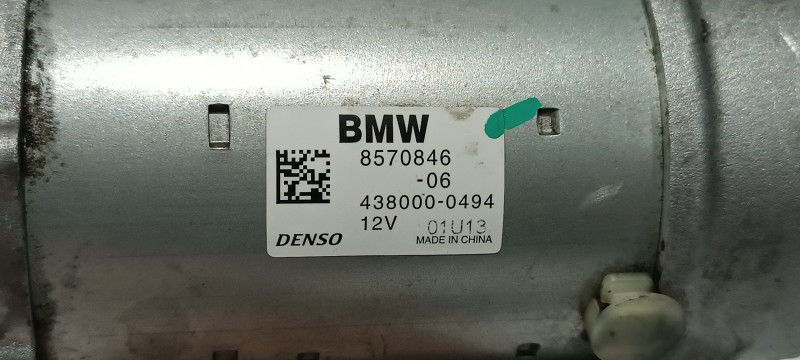 BMW
8570846
-06
438000-0494
12V 01U13
DENSO MADE IN CHINA